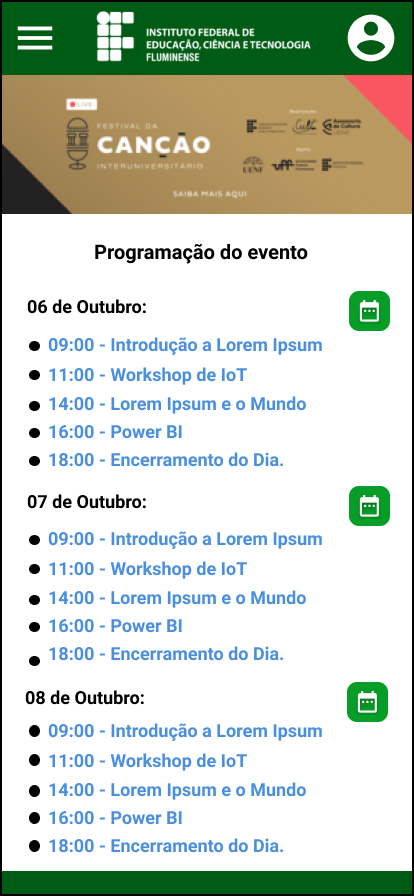 INSTITUTO FEDERAL DE
EDUCAÇÃO, CIÊNCIA E TECNOLOGIA
FLUMINENSE
LIVE
FESTIVAL DA
CANÇÃO
INTERUNIVERSITÁRIO
UENF
uff
SAIBA MAIS AQUI
Programação do evento
06 de Outubro:
09:00 - Introdução a Lorem Ipsum
11:00 - Workshop de IoT
14:00 - Lorem Ipsum e o Mundo
16:00 - Power BI
18:00 - Encerramento do Dia.
07 de Outubro:
09:00 - Introdução a Lorem Ipsum
11:00 - Workshop de IoT
14:00 - Lorem Ipsum e o Mundo
16:00 - Power BI
18:00 - Encerramento do Dia.
08 de Outubro:
09:00 - Introdução a Lorem Ipsum
11:00 - Workshop de IoT
14:00 - Lorem Ipsum e o Mundo
16:00 - Power BI
18:00 - Encerramento do Dia.